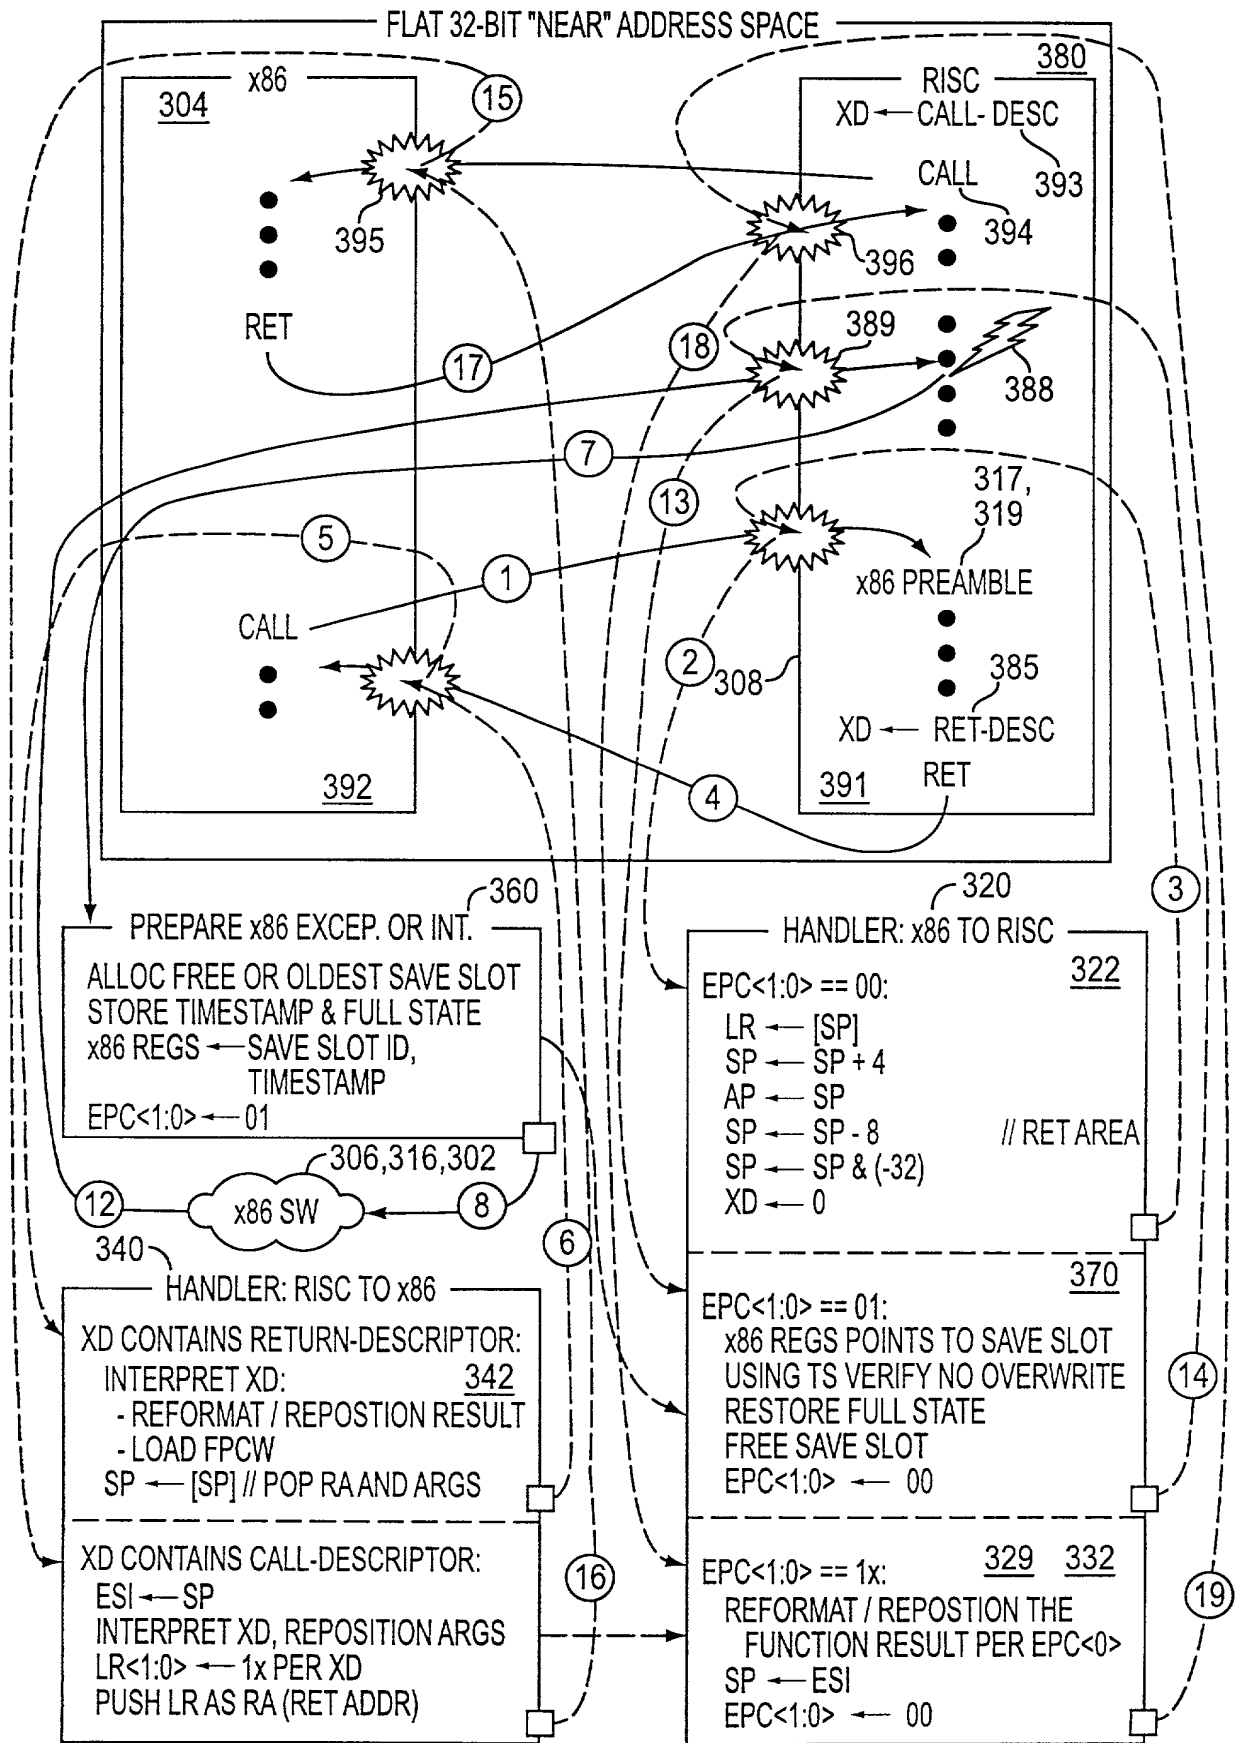 FLAT 32-BIT "NEAR" ADDRESS SPACE
380
x86
304
15
395
RET
17
5
1
CALL
392
7
RISC
XD ← CALL- DESC
393
CALL
394
396
18
389
388
13
317,
319
x86 PREAMBLE
2
308
385
XD ← RET-DESC
391
RET
4
3
360
PREPARE x86 EXCEP. OR INT.
ALLOC FREE OR OLDEST SAVE SLOT
STORE TIMESTAMP & FULL STATE
x86 REGS ← SAVE SLOT ID,
TIMESTAMP
EPC<1:0> ← 01
306,316,302
12
x86 SW
8
6
340
HANDLER: RISC TO x86
XD CONTAINS RETURN-DESCRIPTOR:
INTERPRET XD:
342
- REFORMAT / REPOSTION RESULT
- LOAD FPCW
SP ← [SP] // POP RA AND ARGS
XD CONTAINS CALL-DESCRIPTOR:
ESI ← SP
INTERPRET XD, REPOSITION ARGS
LR<1:0> ← 1x PER XD
PUSH LR AS RA (RET ADDR)
16
320
HANDLER: x86 TO RISC
322
EPC<1:0> == 00:
LR ← [SP]
SP ← SP + 4
AP ← SP
SP ← SP - 8 // RET AREA
SP ← SP & (-32)
XD ← 0
370
EPC<1:0> == 01:
x86 REGS POINTS TO SAVE SLOT
USING TS VERIFY NO OVERWRITE
RESTORE FULL STATE
FREE SAVE SLOT
EPC<1:0> ← 00
14
329 332
EPC<1:0> == 1x:
REFORMAT / REPOSTION THE
FUNCTION RESULT PER EPC<0>
SP ← ESI
EPC<1:0> ← 00
19